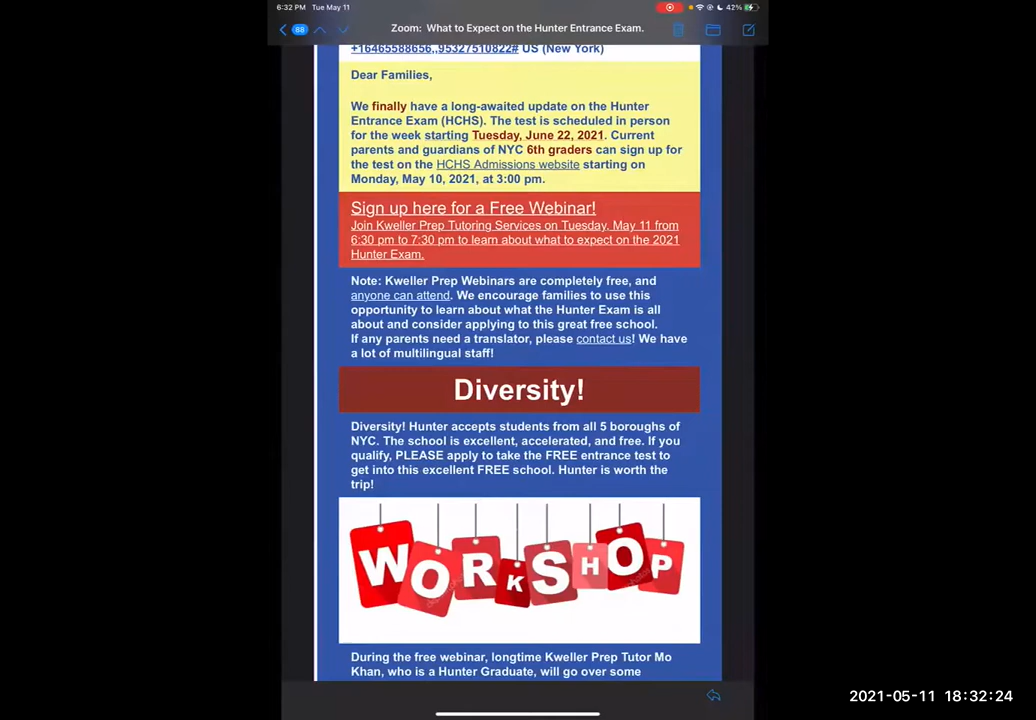 6:32 PM Tue May 11
42%
88
Zoom: What to Expect on the Hunter Entrance Exam.
+16465588656,,95327510822# US (New York)
Dear Families,
We finally have a long-awaited update on the Hunter
Entrance Exam (HCHS). The test is scheduled in person
for the week starting Tuesday, June 22, 2021. Current
parents and guardians of NYC 6th graders can sign up for
the test on the HCHS Admissions website starting on
Monday, May 10, 2021, at 3:00 pm.
Sign up here for a Free Webinar!
Join Kweller Prep Tutoring Services on Tuesday, May 11 from
6:30 pm to 7:30 pm to learn about what to expect on the 2021
Hunter Exam.
Note: Kweller Prep Webinars are completely free, and
anyone can attend. We encourage families to use this
opportunity to learn about what the Hunter Exam is all
about and consider applying to this great free school.
If any parents need a translator, please contact us! We have
a lot of multilingual staff!
Diversity!
Diversity! Hunter accepts students from all 5 boroughs of
NYC. The school is excellent, accelerated, and free. If you
qualify, PLEASE apply to take the FREE entrance test to
get into this excellent FREE school. Hunter is worth the
trip!
WORKSHOP
During the free webinar, longtime Kweller Prep Tutor Mo
Khan, who is a Hunter Graduate, will go over some
2021-05-11 18:32:24